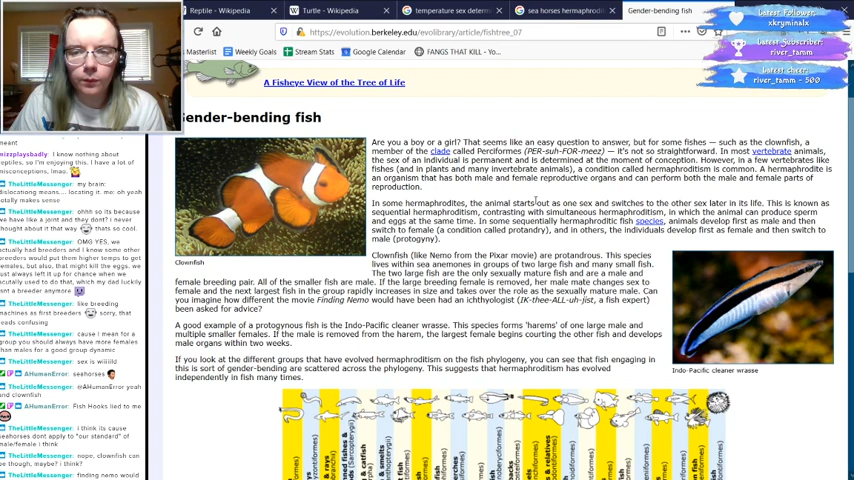 Reptile - Wikipedia
Turtle - Wikipedia
temperature sex determ
sea horses hermaphrodit
Gender-bending fish
https://evolution.berkeley.edu/evolibrary/article/fishtree_07
Masterlist
Weekly Goals
Stream Stats
Google Calendar
FANGS THAT KILL - Yo...
Latest Follower:
xkryminalx
Latest Subscriber:
river_tamm
Latest Cheer:
river_tamm - 500
A Fisheye View of the Tree of Life
Gender-bending fish
Are you a boy or a girl? That seems like an easy question to answer, but for some fishes — such as the clownfish, a
member of the clade called Perciformes (PER-suh-FOR-meez) — it's not so straightforward. In most vertebrate animals,
the sex of an individual is permanent and is determined at the moment of conception. However, in a few vertebrates like
fishes (and in plants and many invertebrate animals), a condition called hermaphroditism is common. A hermaphrodite is
an organism that has both male and female reproductive organs and can perform both the male and female parts of
reproduction.
In some hermaphrodites, the animal starts out as one sex and switches to the other sex later in its life. This is known as
sequential hermaphroditism, contrasting with simultaneous hermaphroditism, in which the animal can produce sperm
and eggs at the same time. In some sequentially hermaphroditic fish species, animals develop first as male and then
switch to female (a condition called protandry), and in others, the individuals develop first as female and then switch to
male (protogyny).
Clownfish
Clownfish (like Nemo from the Pixar movie) are protandrous. This species
lives within sea anemones in groups of two large fish and many small fish.
The two large fish are the only sexually mature fish and are a male and
female breeding pair. All of the smaller fish are male. If the large breeding female is removed, her male mate changes sex to
female and the next largest fish in the group rapidly increases in size and takes over the role as the sexually mature male. Can
you imagine how different the movie Finding Nemo would have been had an ichthyologist (IK-thee-ALL-uh-jist, a fish expert)
been asked for advice?
A good example of a protogynous fish is the Indo-Pacific cleaner wrasse. This species forms 'harems' of one large male and
multiple smaller females. If the male is removed from the harem, the largest female begins courting the other fish and develops
male organs within two weeks.
Indo-Pacific cleaner wrasse
If you look at the different groups that have evolved hermaphroditism on the fish phylogeny, you can see that fish engaging in
this is sort of gender-bending are scattered across the phylogeny. This suggests that hermaphroditism has evolved
independently in fish many times.
meant
mizzplaysbadly: I know nothing about
reptiles, so I'm enjoying this. I have a lot of
misconceptions, lmao.
TheLittleMessenger: my brain:
totally makes sense
TheLittleMessenger: ohhh so its because
we have like a joint and they dont? i never
thought about it that way thats so cool!
TheLittleMessenger: OMG YES, we
actually had breeders and I know some other
breeders would put them higher temps to get
females, but also, that might kill the eggs. we
just always left it up for chance when we
TheLittleMessenger: like breeding
machines as first breeders sorry, that
reads confusing
TheLittleMessenger: cause I mean for a
group you should always have more females
than males for a good group dynamic
TheLittleMessenger: sex is wiiiild
AHumanError: seahorses
TheLittleMessenger: @AHumanError yeah
and clownfish
AHumanError: Fish Hooks lied to me
TheLittleMessenger: i think its cause
seahorses dont apply to "our standard" of
male/female i think
TheLittleMessenger: nope, clownfish can
be though, maybe? i think
TheLittleMessenger: finding nemo would